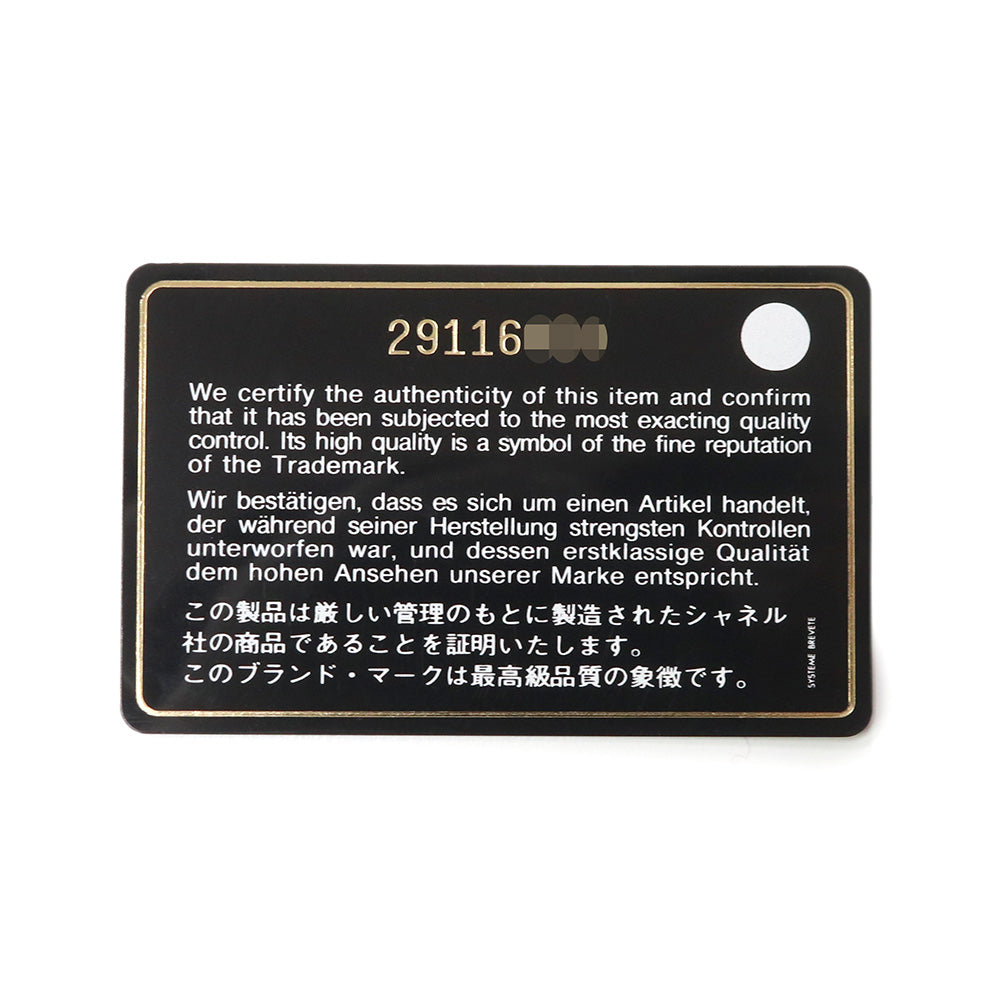 29116
We certify the authenticity of this item and confirm
that it has been subjected to the most exacting quality
control. Its high quality is a symbol of the fine reputation
of the Trademark.
Wir bestätigen, dass es sich um einen Artikel handelt,
der während seiner Herstellung strengsten Kontrollen
unterworfen war, und dessen erstklassige Qualität
dem hohen Ansehen unserer Marke entspricht.
この製品は厳しい管理のもとに製造されたシャネル
社の商品であることを証明いたします。
このブランド・マークは最高級品質の象徴です。
SYSTEME BREVETE